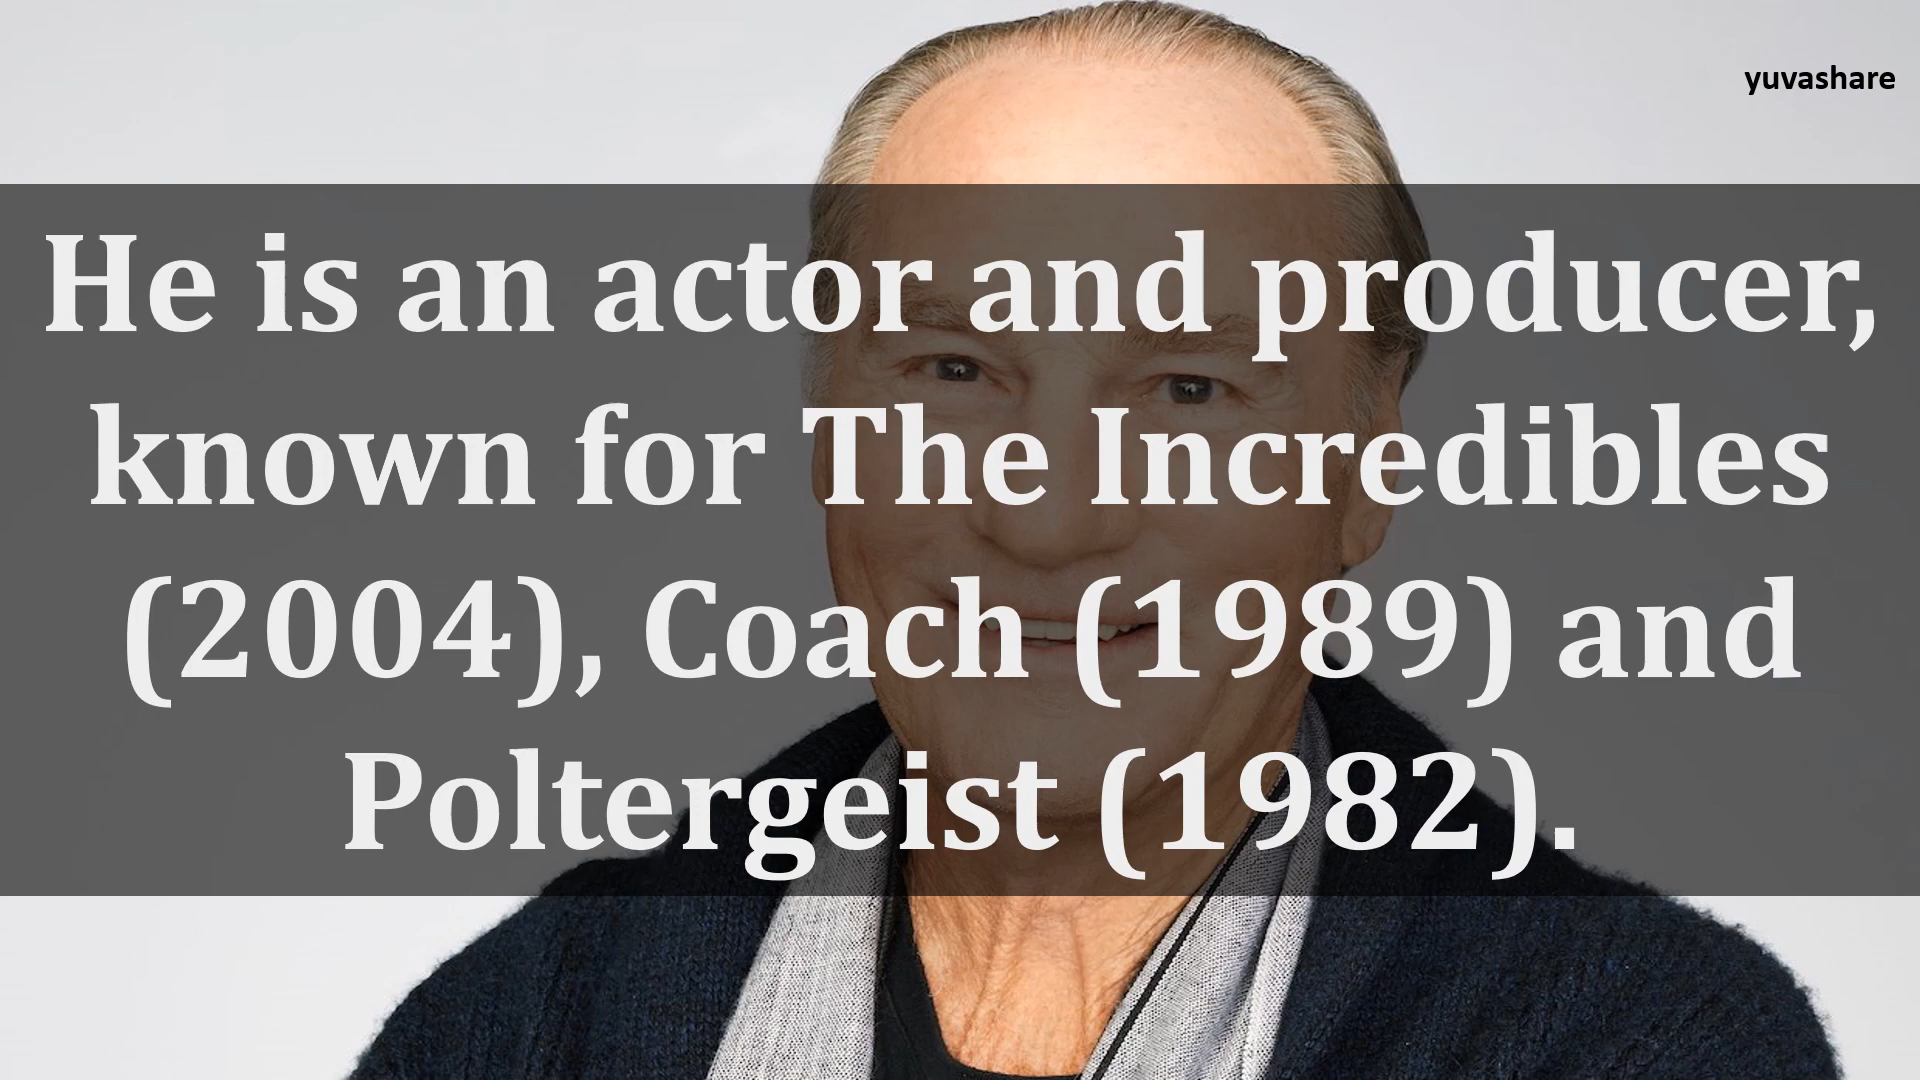 yuvashare
He is an actor and producer,
known for The Incredibles
(2004), Coach (1989) and
Poltergeist (1982).